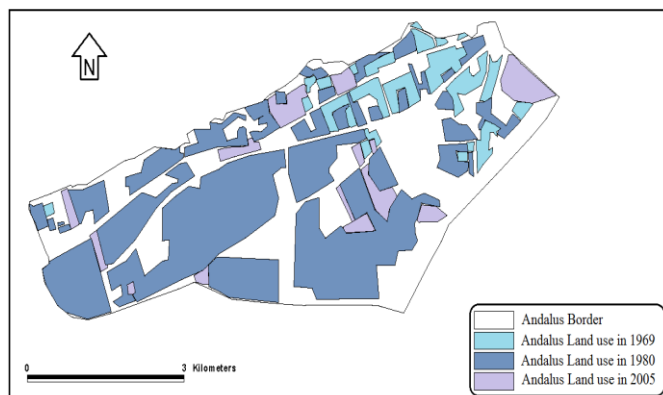 N
Andalus Border
Andalus Land use in 1969
Andalus Land use in 1980
Andalus Land use in 2005
0 3 Kilometers